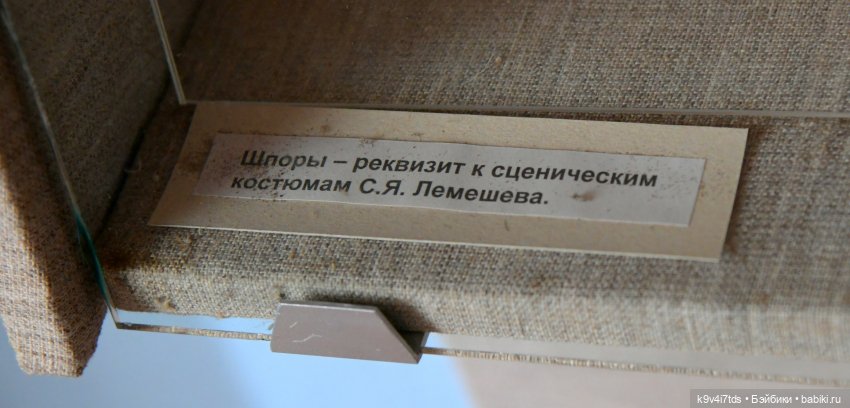 Шпоры – реквизит к сценическим
костюмам С.Я. Лемешева.
k9v4i7tds • Бэйбики • babiki.ru